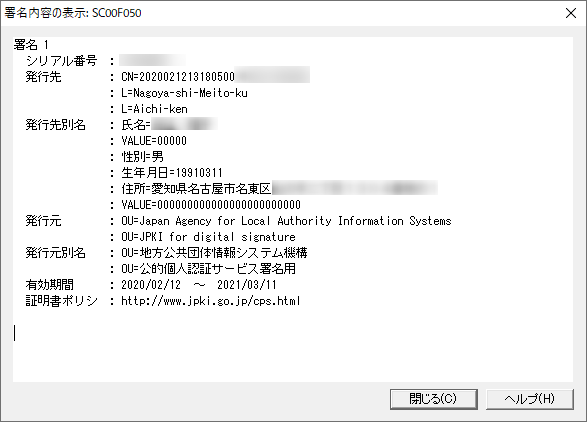 署名内容の表示: SC00F050
署名 1
シリアル番号 :
発行先 : CN=2020021213180500
: L=Nagoya-shi-Meito-ku
: L=Aichi-ken
発行先別名 : 氏名=
: VALUE=00000
: 性別=男
: 生年月日=19910311
: 住所=愛知県名古屋市名東区
: VALUE=000000000000000000000000
発行元 : OU=Japan Agency for Local Authority Information Systems
: OU=JPKI for digital signature
発行元別名 : OU=地方公共団体情報システム機構
: OU=公的個人認証サービス署名用
有効期間 : 2020/02/12 ～ 2021/03/11
証明書ポリシ : http://www.jpki.go.jp/cps.html
閉じる(C) ヘルプ(H)